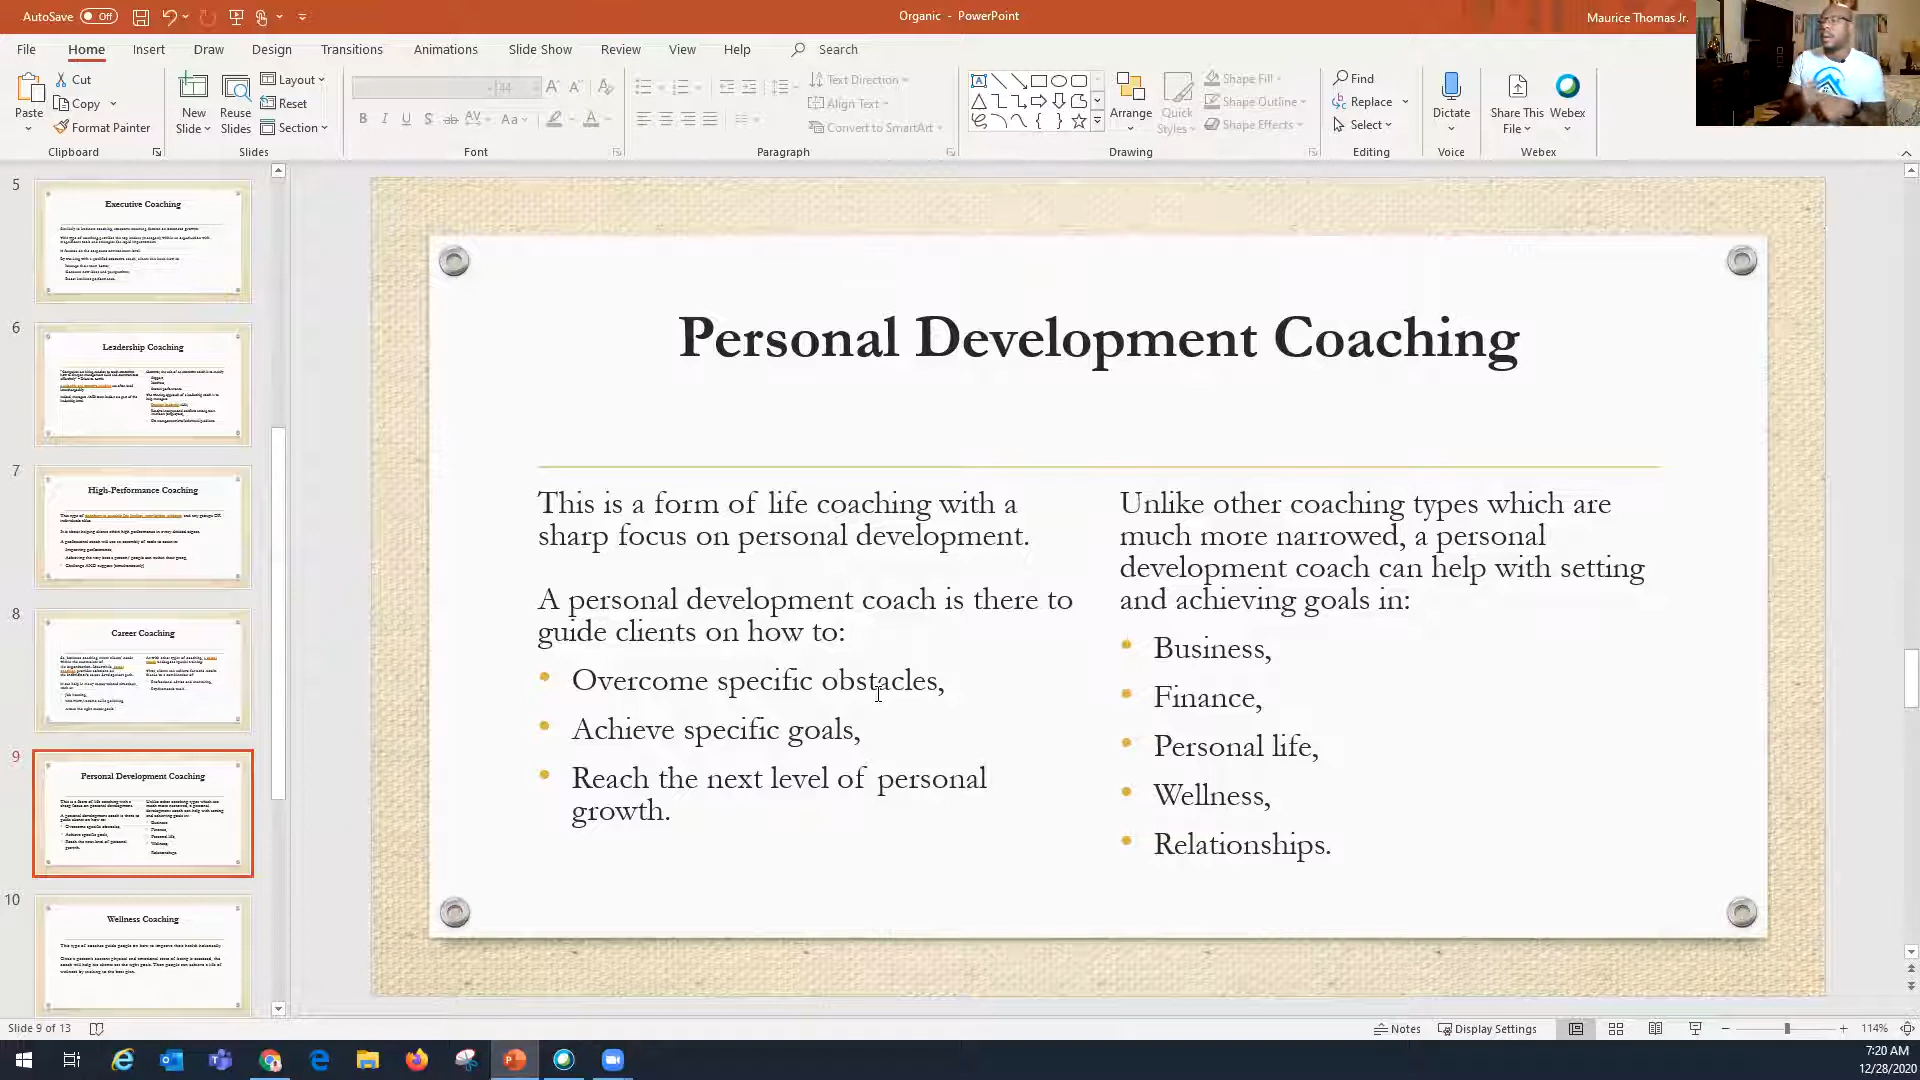 AutoSave Off
Organic - PowerPoint
Maurice Thomas Jr.
File Home Insert Draw Design Transitions Animations Slide Show Review View Help Search
Cut
Copy
Format Painter
Paste
Clipboard
New Slide
Reuse Slides
Layout
Reset
Section
Slides
44
Font
Text Direction
Align Text
Convert to SmartArt
Paragraph
Arrange
Quick Styles
Shape Fill
Shape Outline
Shape Effects
Drawing
Find
Replace
Select
Editing
Dictate
Voice
Share This File
Webex
Webex
5
Executive Coaching
6
Leadership Coaching
7
High-Performance Coaching
8
Career Coaching
9
Personal Development Coaching
10
Wellness Coaching
Personal Development Coaching
This is a form of life coaching with a
sharp focus on personal development.
A personal development coach is there to
guide clients on how to:
Overcome specific obstacles,
Achieve specific goals,
Reach the next level of personal
growth.
Unlike other coaching types which are
much more narrowed, a personal
development coach can help with setting
and achieving goals in:
Business,
Finance,
Personal life,
Wellness,
Relationships.
Slide 9 of 13
Notes
Display Settings
114%
7:20 AM
12/28/2020